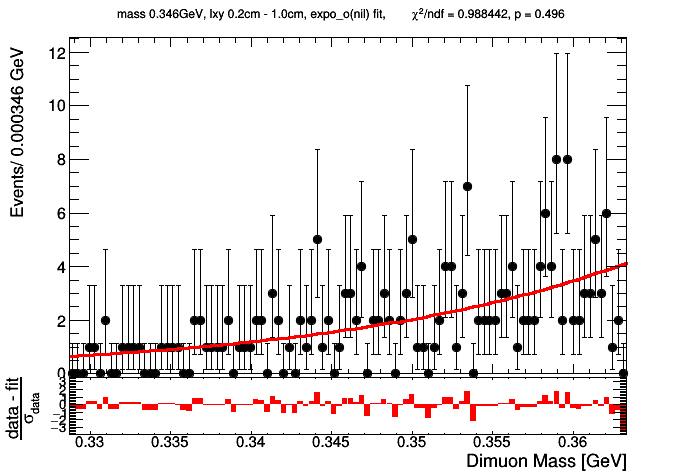 mass 0.346GeV, lxy 0.2cm - 1.0cm, expo_o(nil) fit, χ²/ndf = 0.988442, p = 0.496
Events/ 0.000346 GeV
12
10
8
6
4
2
0
data - fit
σdata
3
2
1
0
−1
−2
−3
0.33 0.335 0.34 0.345 0.35 0.355 0.36
Dimuon Mass [GeV]